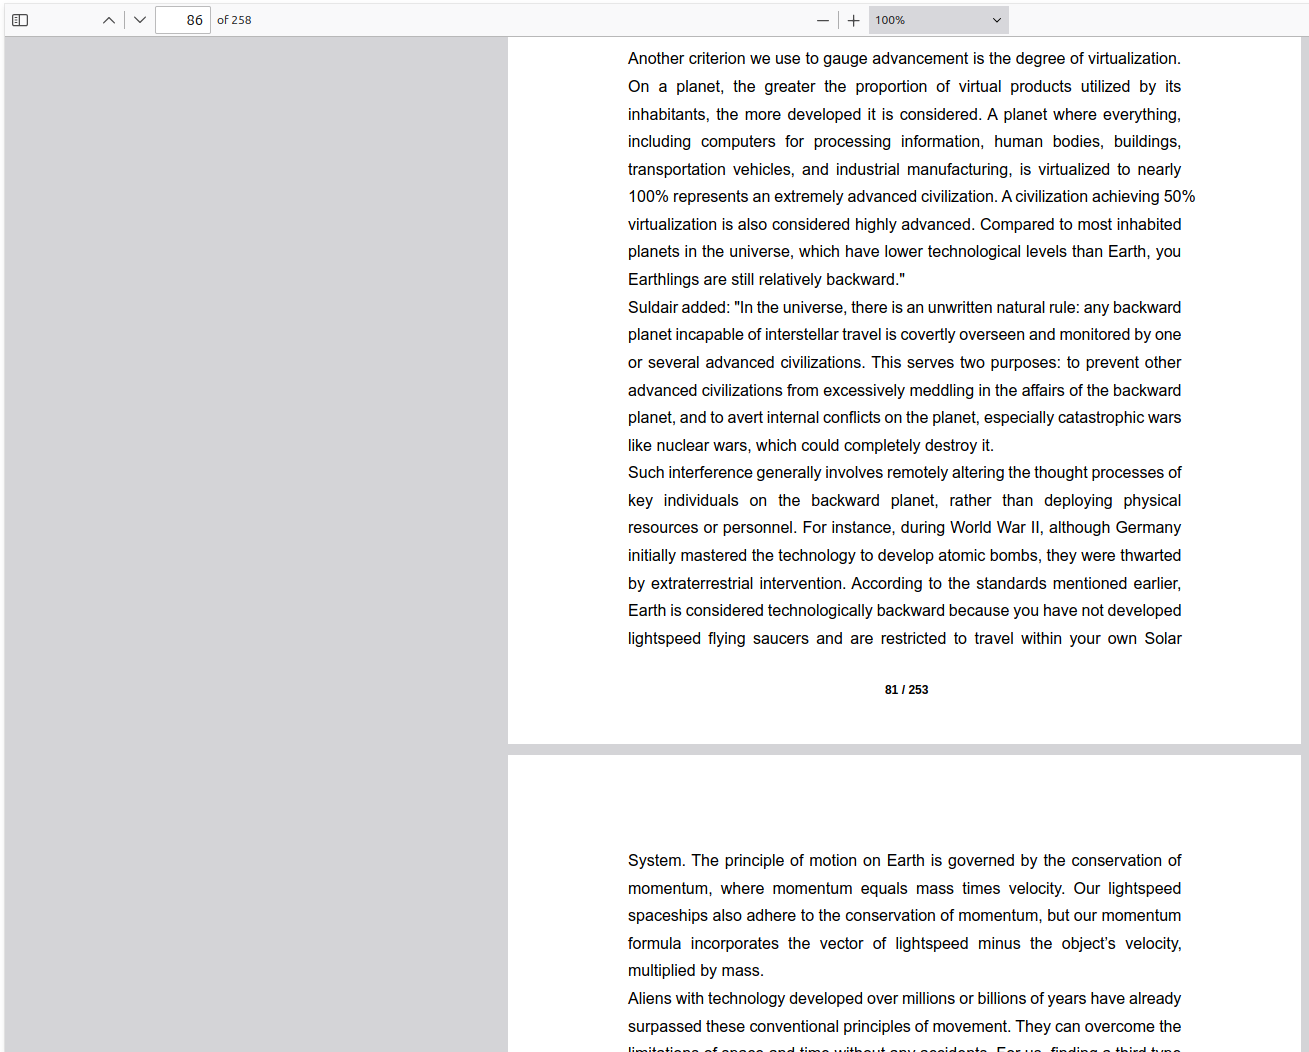 86 of 258 100%
Another criterion we use to gauge advancement is the degree of virtualization.
On a planet, the greater the proportion of virtual products utilized by its
inhabitants, the more developed it is considered. A planet where everything,
including computers for processing information, human bodies, buildings,
transportation vehicles, and industrial manufacturing, is virtualized to nearly
100% represents an extremely advanced civilization. A civilization achieving 50%
virtualization is also considered highly advanced. Compared to most inhabited
planets in the universe, which have lower technological levels than Earth, you
Earthlings are still relatively backward."
Suldair added: "In the universe, there is an unwritten natural rule: any backward
planet incapable of interstellar travel is covertly overseen and monitored by one
or several advanced civilizations. This serves two purposes: to prevent other
advanced civilizations from excessively meddling in the affairs of the backward
planet, and to avert internal conflicts on the planet, especially catastrophic wars
like nuclear wars, which could completely destroy it.
Such interference generally involves remotely altering the thought processes of
key individuals on the backward planet, rather than deploying physical
resources or personnel. For instance, during World War II, although Germany
initially mastered the technology to develop atomic bombs, they were thwarted
by extraterrestrial intervention. According to the standards mentioned earlier,
Earth is considered technologically backward because you have not developed
lightspeed flying saucers and are restricted to travel within your own Solar
81 / 253
System. The principle of motion on Earth is governed by the conservation of
momentum, where momentum equals mass times velocity. Our lightspeed
spaceships also adhere to the conservation of momentum, but our momentum
formula incorporates the vector of lightspeed minus the object’s velocity,
multiplied by mass.
Aliens with technology developed over millions or billions of years have already
surpassed these conventional principles of movement. They can overcome the
limitations of space and time without any accidents. For us, finding a third type